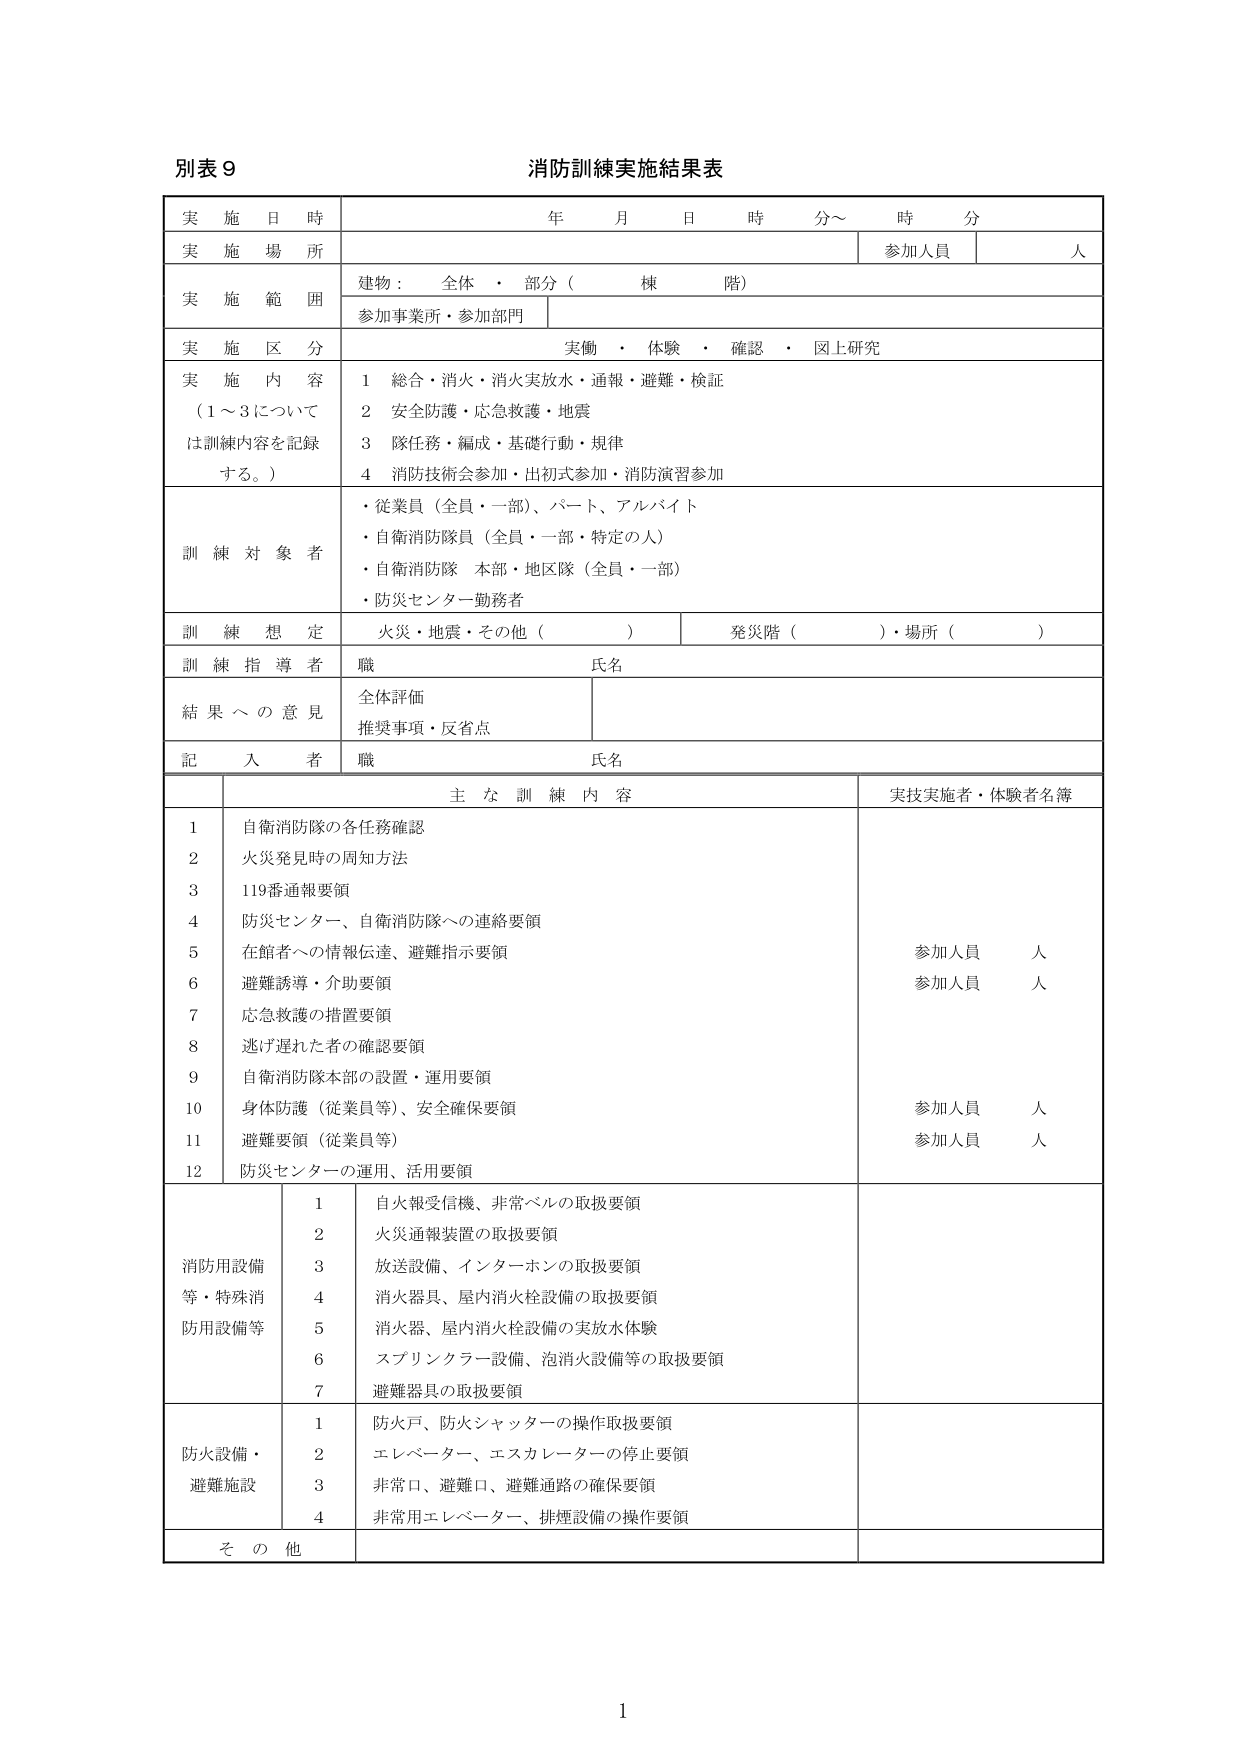 別表９　消防訓練実施結果表
実施日時　年　月　日　時　分～　時　分
実施場所　参加人員　人
実施範囲　建物：　全体　・　部分（　棟　階）
参加事業所・参加部門
実施区分　実働　・　体験　・　確認　・　図上研究
実施内容　1　総合・消火・消火実放水・通報・避難・検証
（1～3について　2　安全防護・応急救護・地震
は訓練内容を記録　3　隊任務・編成・基礎行動・規律
する。）　4　消防技術会参加・出初式参加・消防演習参加
訓練対象者　・従業員（全員・一部）、パート、アルバイト
・自衛消防隊員（全員・一部・特定の人）
・自衛消防隊　本部・地区隊（全員・一部）
・防災センター勤務者
訓練想定　火災・地震・その他（　）　発災階（　）・場所（　）
訓練指導者　職　氏名
結果への意見　全体評価
推奨事項・反省点
記入者　職　氏名
主な訓練内容　実技実施者・体験者名簿
1　自衛消防隊の各任務確認
2　火災発見時の周知方法
3　119番通報要領
4　防災センター、自衛消防隊への連絡要領
5　在館者への情報伝達、避難指示要領　参加人員　人
6　避難誘導・介助要領　参加人員　人
7　応急救護の措置要領
8　逃げ遅れた者の確認要領
9　自衛消防隊本部の設置・運用要領
10　身体防護（従業員等）、安全確保要領　参加人員　人
11　避難要領（従業員等）　参加人員　人
12　防災センターの運用、活用要領
消防用設備
等・特殊消
防用設備等
1　自火報受信機、非常ベルの取扱要領
2　火災通報装置の取扱要領
3　放送設備、インターホンの取扱要領
4　消火器具、屋内消火栓設備の取扱要領
5　消火器、屋内消火栓設備の実放水体験
6　スプリンクラー設備、泡消火設備等の取扱要領
7　避難器具の取扱要領
防火設備・
避難施設
1　防火戸、防火シャッターの操作取扱要領
2　エレベーター、エスカレーターの停止要領
3　非常口、避難口、避難通路の確保要領
4　非常用エレベーター、排煙設備の操作要領
その他
1